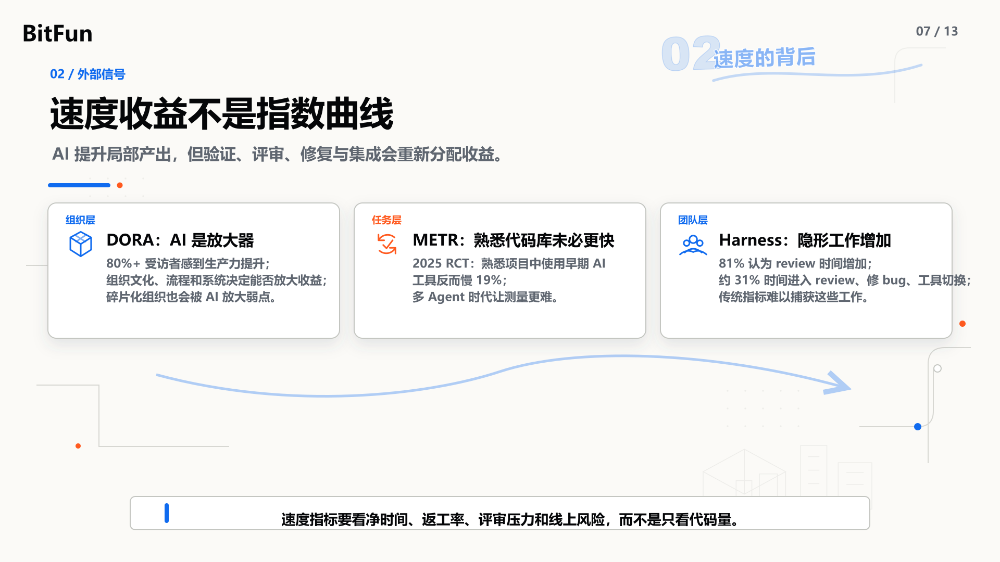 BitFun
07 / 13
02 速度的背后
02 / 外部信号
速度收益不是指数曲线
AI 提升局部产出，但验证、评审、修复与集成会重新分配收益。
组织层
DORA：AI 是放大器
80%+ 受访者感到生产力提升；
组织文化、流程和系统决定能否放大收益；
碎片化组织也会被 AI 放大弱点。
任务层
METR：熟悉代码库未必更快
2025 RCT：熟悉项目中使用早期 AI
工具反而慢 19%；
多 Agent 时代让测量更难。
团队层
Harness：隐形工作增加
81% 认为 review 时间增加；
约 31% 时间进入 review、修 bug、工具切换；
传统指标难以捕获这些工作。
速度指标要看净时间、返工率、评审压力和线上风险，而不是只看代码量。